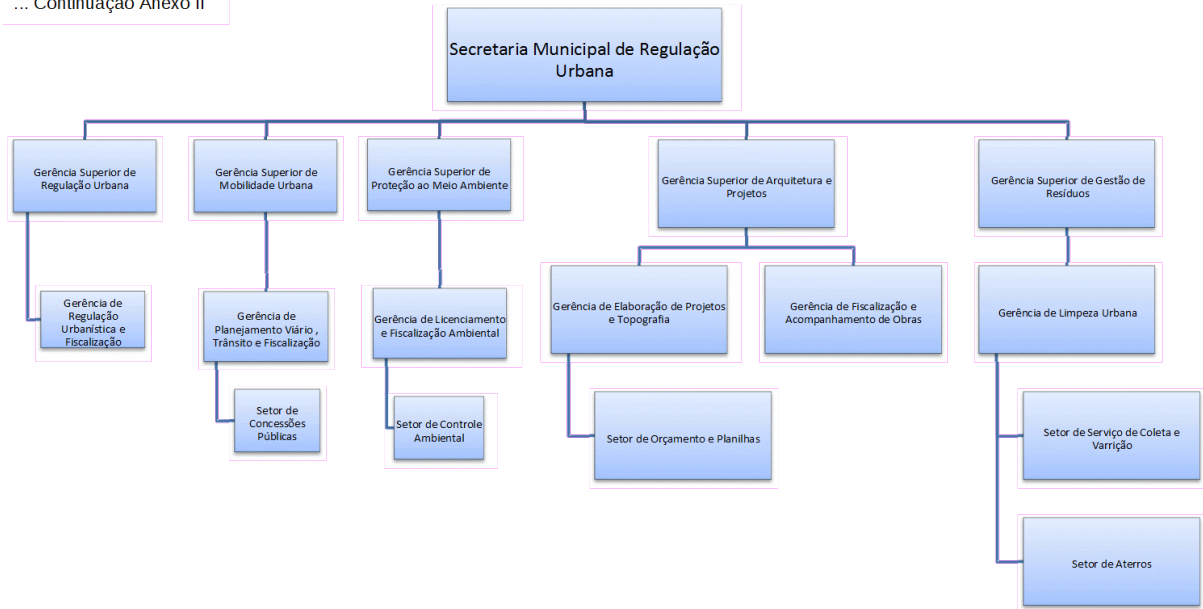 ... Continuação Anexo II
Secretaria Municipal de Regulação
Urbana
Gerência Superior de
Regulação Urbana
Gerência Superior de
Mobilidade Urbana
Gerência Superior de
Proteção ao Meio Ambiente
Gerência Superior de Arquitetura e
Projetos
Gerência Superior de Gestão de
Resíduos
Gerência de
Regulação
Urbanística e
Fiscalização
Gerência de
Planejamento Viário ,
Trânsito e Fiscalização
Gerência de Licenciamento
e Fiscalização Ambiental
Gerência de Elaboração de Projetos
e Topografia
Gerência de Fiscalização e
Acompanhamento de Obras
Gerência de Limpeza Urbana
Setor de
Concessões
Públicas
Setor de Controle
Ambiental
Setor de Orçamento e Planilhas
Setor de Serviço de Coleta e
Varrição
Setor de Aterros